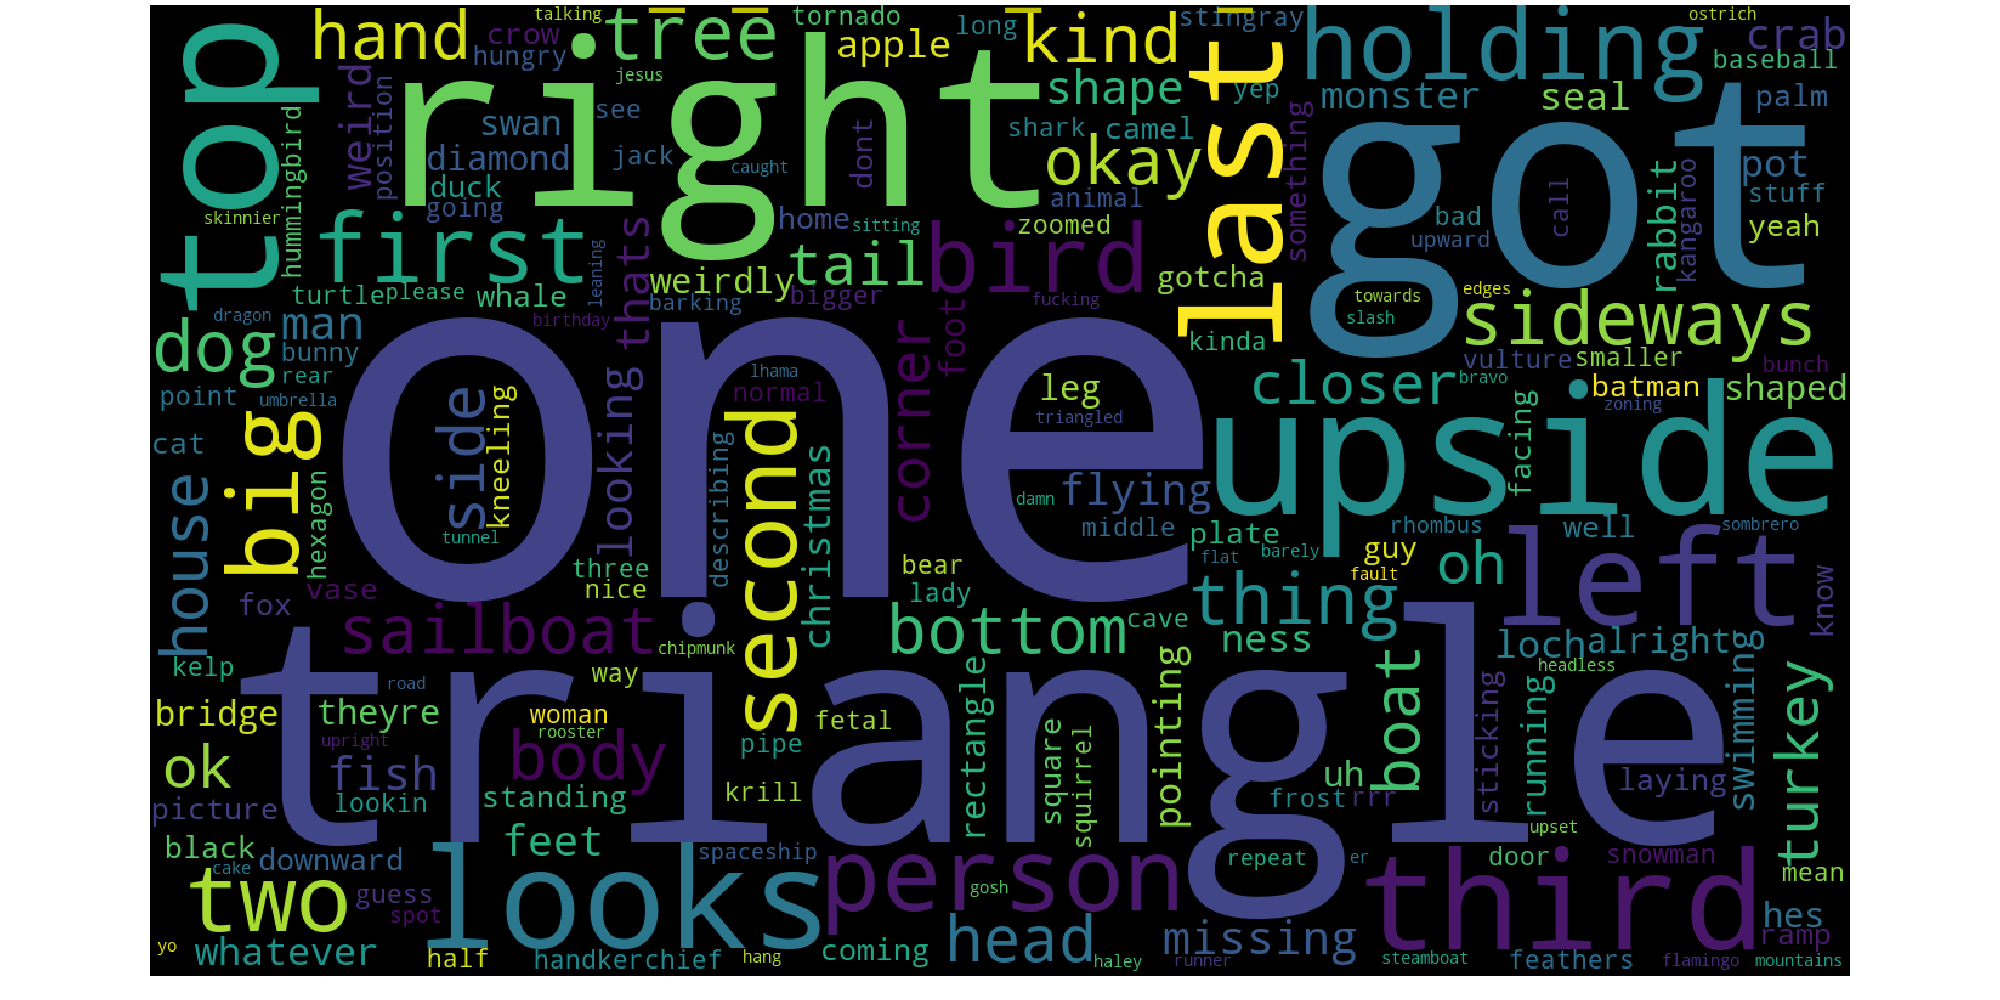 talking
tornado
long
stingray
ostrich
hand
tree
kind
holding
crab
top
crow
hungry
apple
baseball
right
jesus
shape
yep
last
monster
seal
palm
got
weird
position
hummingbird
swan
see
shark
camel
something
diamond
jack
caught
dont
okay
rabbit
kangaroo
pot
duck
animal
stuff
going
call
skinnier
first
home
sitting
zoomed
bird
bad
upward
yeah
leaning
thats
tail
weirdly
gotcha
turtle
please
whale
barking
bigger
fucking
towards
edges
sideways
dragon
man
birthday
slash
dog
bunny
kinda
vulture
smaller
bunch
rear
one
lhama
corner
foot
closer
bravo
point
umbrella
normal
leg
batman
shaped
zoning
big
side
kneeling
looking
second
triangled
upside
facing
cat
house
hexagon
describing
christmas
flying
damn
middle
plate
rhombus
well
sombrero
tunnel
flat
barely
guy
oh
left
three
bear
fault
thing
know
fox
vase
nice
lady
sailboat
bottom
cave
ness
loch
alright
chipmunk
kelp
way
headless
swimming
road
triangle
rectangle
pointing
boat
running
sticking
turkey
bridge
theyre
woman
rooster
fetal
square
squirrel
upright
body
pipe
ok
fish
uh
laying
picture
lookin
standing
krill
frost
rrr
black
feet
upset
downward
spaceship
repeat
er
door
snowman
cake
mean
two
guess
looks
person
gosh
third
spot
hes
head
missing
ramp
yo
whatever
half
handkerchief
hang
coming
haley
runner
steamboat
feathers
flamingo
mountains